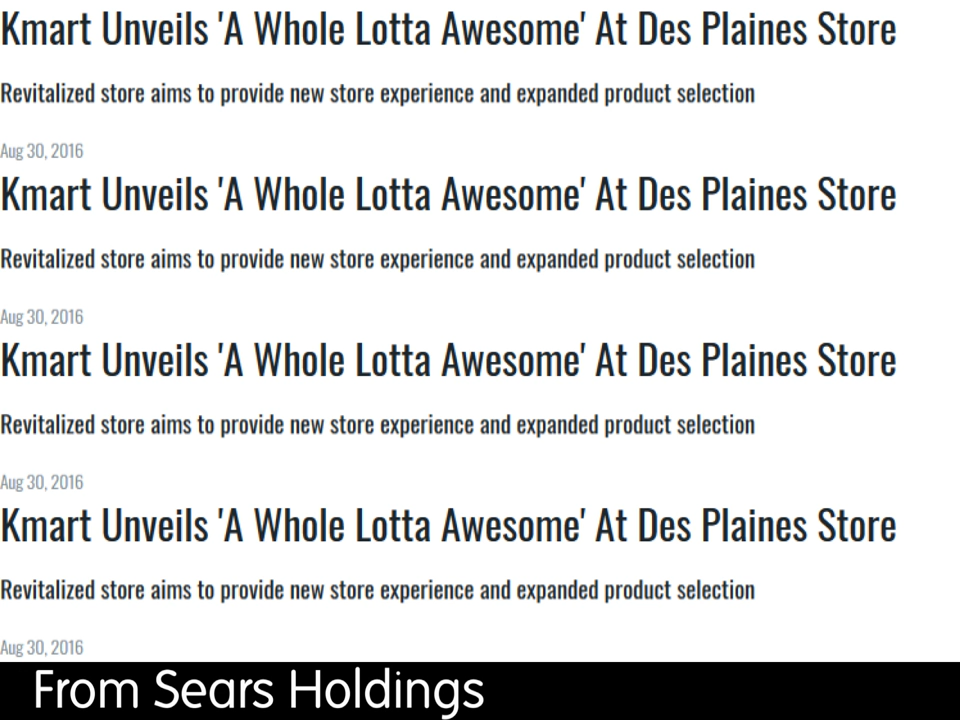 Kmart Unveils 'A Whole Lotta Awesome' At Des Plaines Store
Revitalized store aims to provide new store experience and expanded product selection
Aug 30, 2016
Kmart Unveils 'A Whole Lotta Awesome' At Des Plaines Store
Revitalized store aims to provide new store experience and expanded product selection
Aug 30, 2016
Kmart Unveils 'A Whole Lotta Awesome' At Des Plaines Store
Revitalized store aims to provide new store experience and expanded product selection
Aug 30, 2016
Kmart Unveils 'A Whole Lotta Awesome' At Des Plaines Store
Revitalized store aims to provide new store experience and expanded product selection
Aug 30, 2016
From Sears Holdings